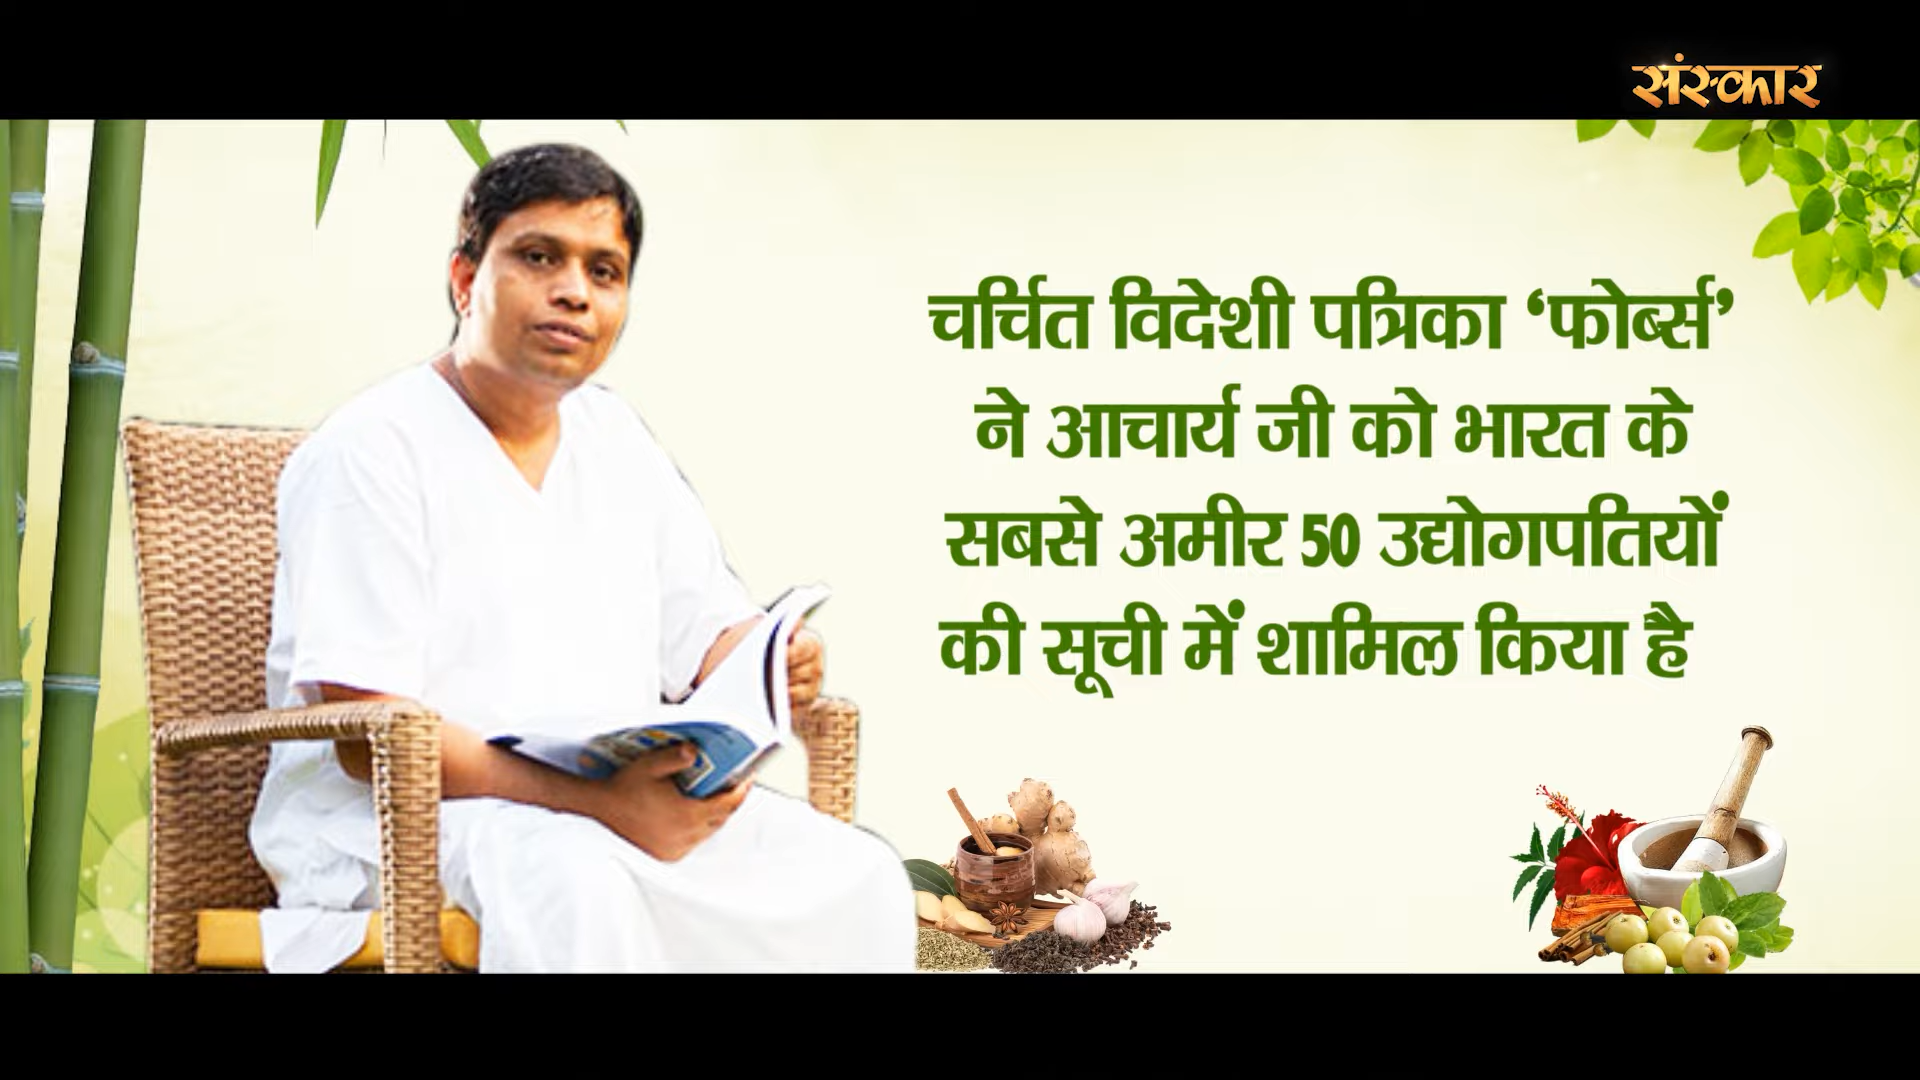 संस्कार
चर्चित विदेशी पत्रिका ‘फोर्ब्स’
ने आचार्य जी को भारत के
सबसे अमीर 50 उद्योगपतियों
की सूची में शामिल किया है